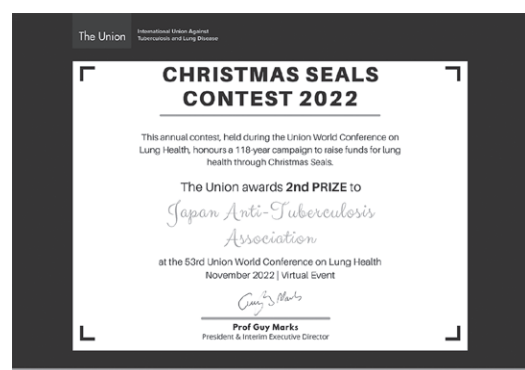 The Union
International Union Against
Tuberculosis and Lung Disease
CHRISTMAS SEALS
CONTEST 2022
This annual contest, held during the Union World Conference on
Lung Health, honours a 118-year campaign to raise funds for lung
health through Christmas Seals.
The Union awards 2nd PRIZE to
Japan Anti-Tuberculosis
Association
at the 53rd Union World Conference on Lung Health
November 2022 | Virtual Event
Guy B Marks
Prof Guy Marks
President & Interim Executive Director